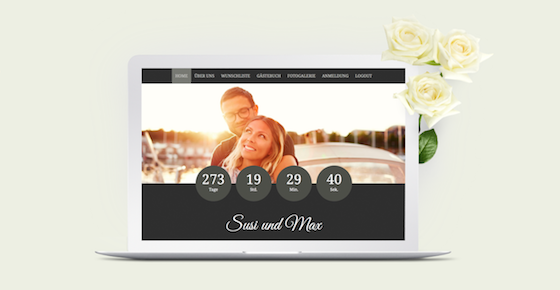 HOME ÜBER UNS WUNSCHLISTE GÄSTEBUCH FOTOGALERIE ANMELDUNG LOGOUT
273 19 29 40
Tage Std. Min. Sek.
Susi und Max